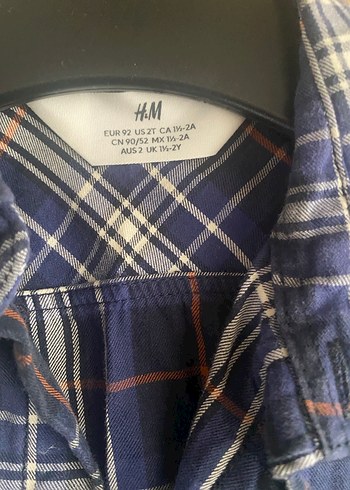 H&M
EUR 92 US 2T CA 1½-2A
CN 90/52 MX 1½-2A
AUS 2 UK 1½-2Y